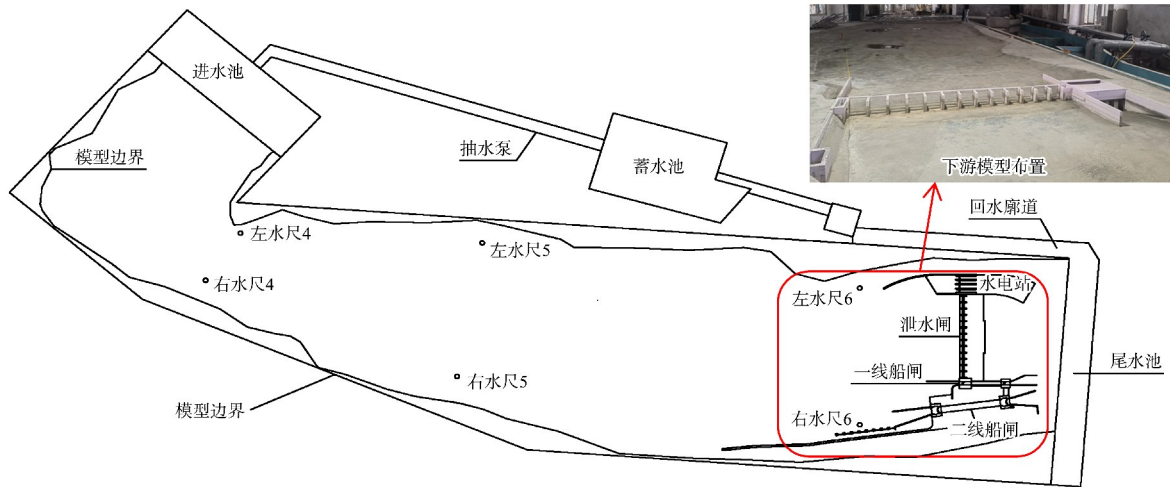 进水池
模型边界
抽水泵
蓄水池
下游模型布置
回水廊道
左水尺4
左水尺5
右水尺4
左水尺6
水电站
泄水闸
一线船闸
尾水池
右水尺5
模型边界
右水尺6
二线船闸